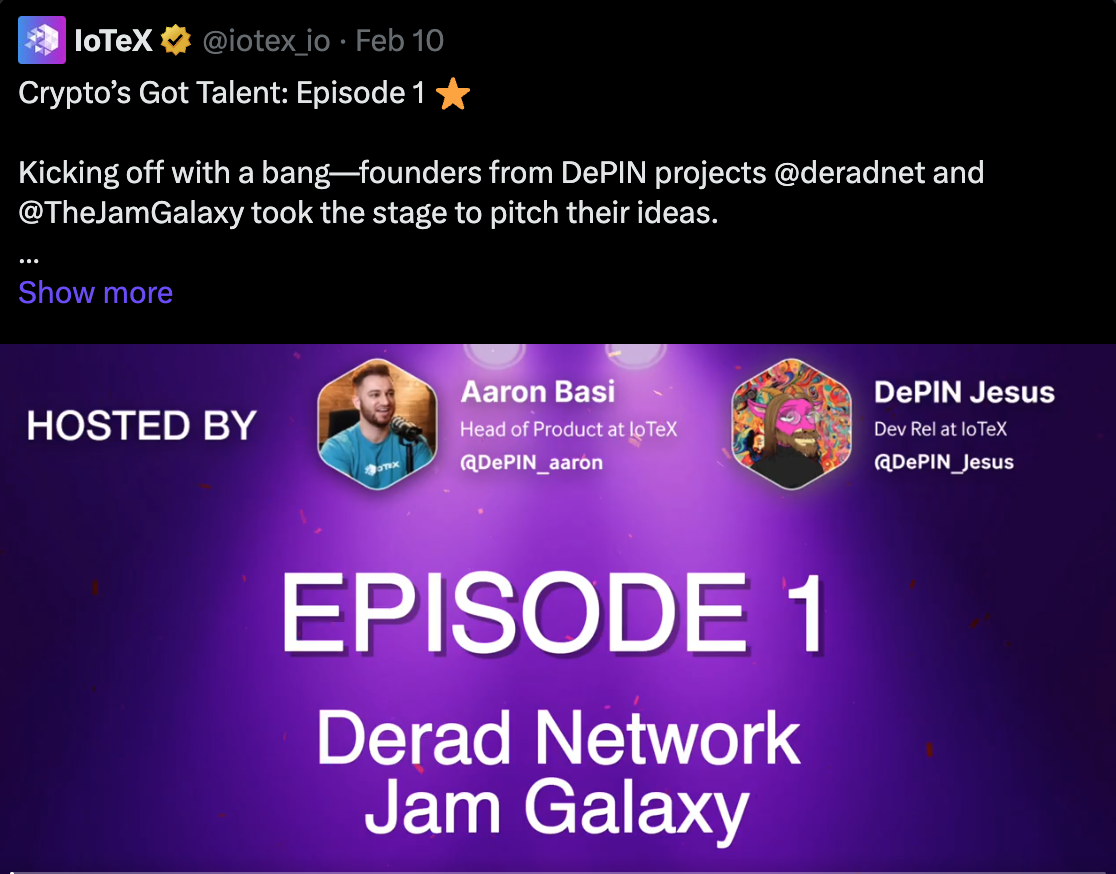 IoTeX @iotex_io · Feb 10
Crypto’s Got Talent: Episode 1
Kicking off with a bang—founders from DePIN projects @deradnet and
@TheJamGalaxy took the stage to pitch their ideas.
...
Show more
HOSTED BY
Aaron Basi
Head of Product at IoTeX
@DePIN_aaron
DePIN Jesus
Dev Rel at IoTeX
@DePIN_Jesus
IOTEX
EPISODE 1
Derad Network
Jam Galaxy